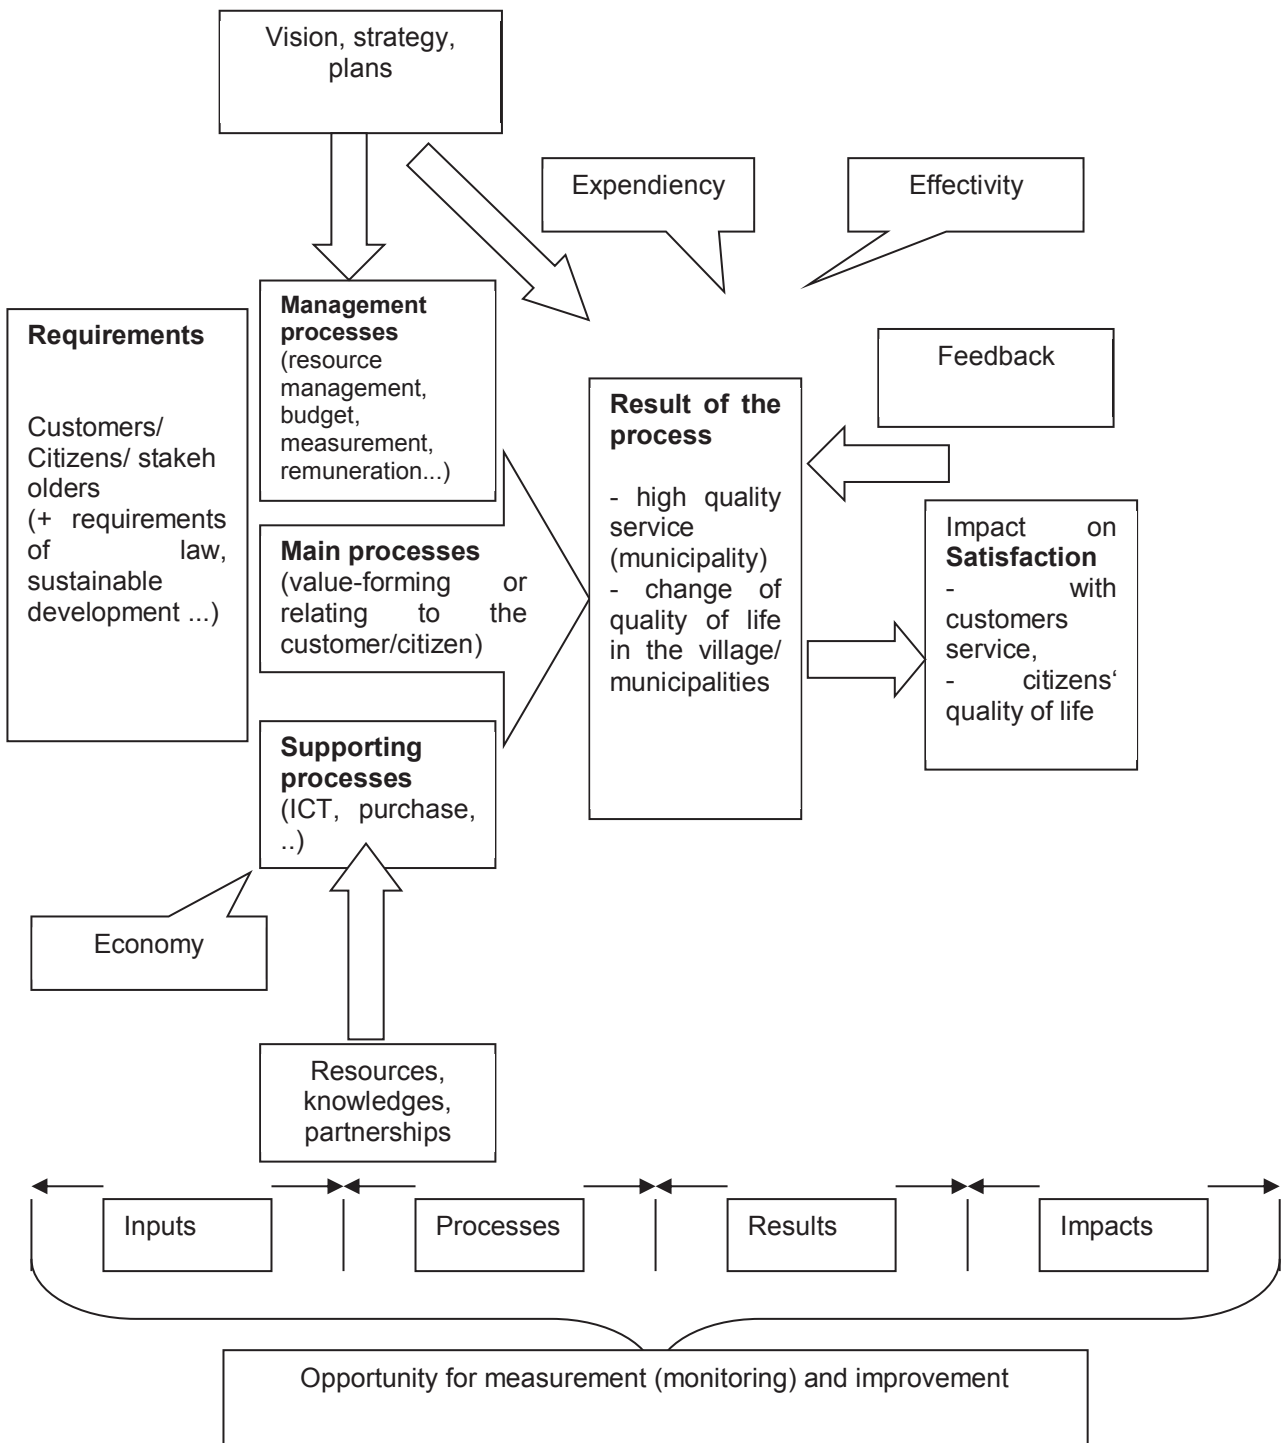 Vision, strategy,
plans
Expendiency
Effectivity
Requirements
Customers/
Citizens/ stakeh
olders
(+ requirements
of law,
sustainable
development ...)
Management
processes
(resource
management,
budget,
measurement,
remuneration...)
Main processes
(value-forming or
relating to the
customer/citizen)
Supporting
processes
(ICT, purchase,
..)
Result of the
process
- high quality
service
(municipality)
- change of
quality of life
in the village/
municipalities
Feedback
Impact on
Satisfaction
- with
customers
service,
- citizens‘
quality of life
Economy
Resources,
knowledges,
partnerships
Inputs
Processes
Results
Impacts
Opportunity for measurement (monitoring) and improvement